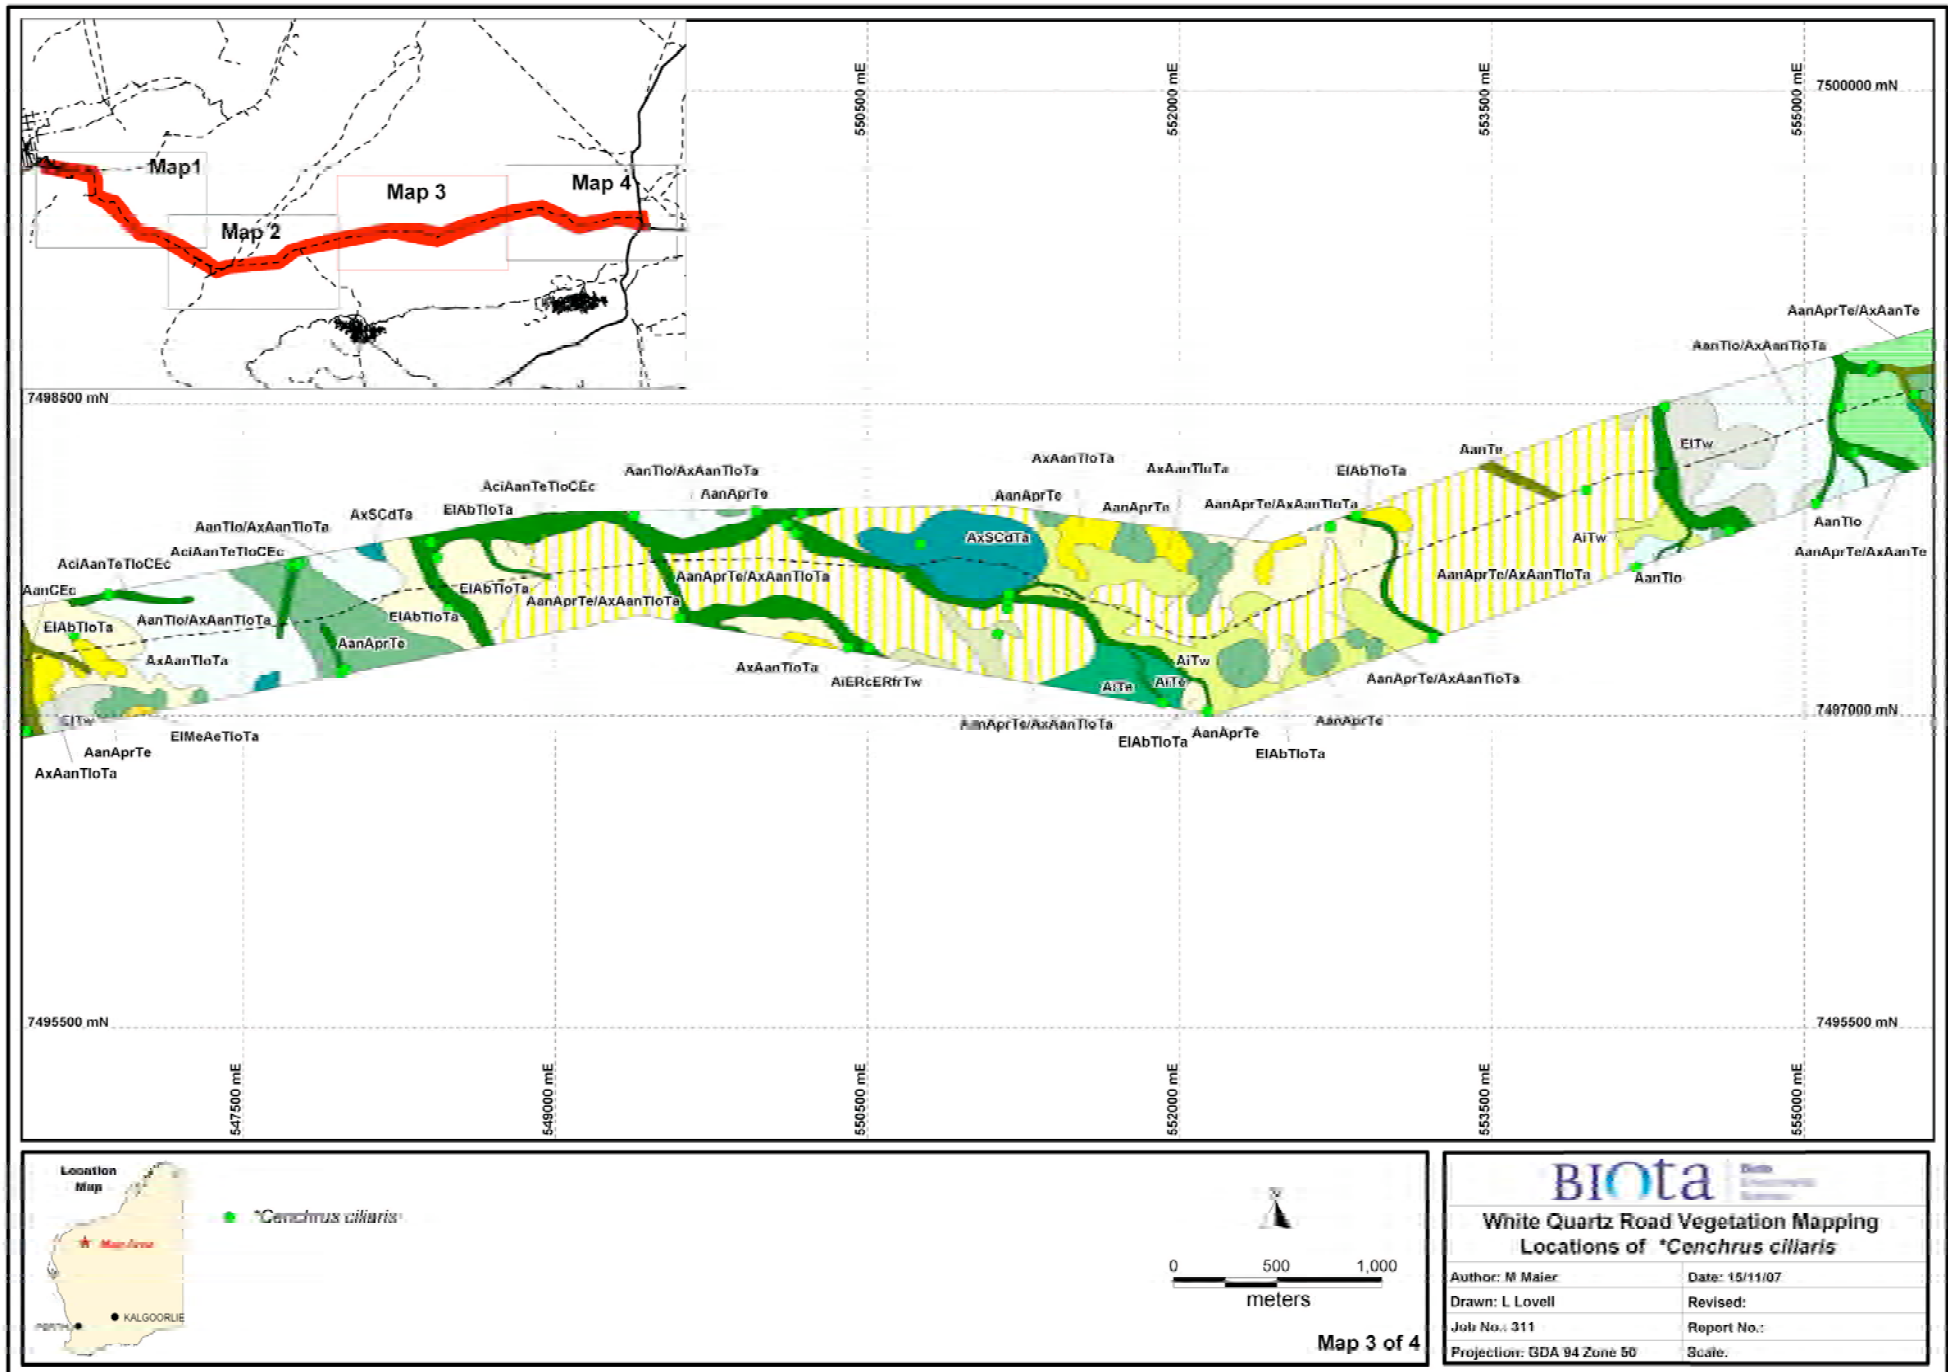 Map1
Map 2
Map 3
Map 4
550500 mE
552000 mE
553500 mE
555000 mE
7500000 mN
7498500 mN
AanAprTe/AxAanTe
AanTlo/AxAanTloTa
AxAanTloTa
AxAanTloTa
AanTe
ElTw
ElAbTloTa
AanTlo/AxAanTloTa
AciAanTeTloCEc
AanAprTe
AanAprTe
AanAprTe
AanAprTe/AxAanTloTa
ElAbTloTa
AxSCdTa
AanTlo/AxAanTloTa
AciAanTeTloCEc
AciAanTeTloCEc
AxSCdTa
AiTw
AanTlo
AanAprTe/AxAanTe
AanCEc
ElAbTloTa
AanTlo/AxAanTloTa
ElAbTloTa
ElAbTloTa
AanAprTe/AxAanTloTa
AanAprTe/AxAanTloTa
AanAprTe/AxAanTloTa
AanTlo
AanAprTe
AxAanTloTa
AxAanTloTa
AiERcERfrTw
AiTw
AiTe
AiTe
AanAprTe/AxAanTloTa
ElTw
ElMeAeTloTa
AanAprTe
AxAanTloTa
AanAprTe/AxAanTloTa
ElAbTloTa
AanAprTe
AanAprTe
ElAbTloTa
7497000 mN
7495500 mN
7495500 mN
547500 mE
549000 mE
550500 mE
552000 mE
553500 mE
555000 mE
Location
Map
Map Area
KALGOORLIE
PERTH
*Cenchrus ciliaris
N
0 500 1,000
meters
Map 3 of 4
BIOta
White Quartz Road Vegetation Mapping
Locations of *Cenchrus ciliaris
Author: M Maier
Date: 15/11/07
Drawn: L Lovell
Revised:
Job No.: 311
Report No.:
Projection: GDA 94 Zone 50
Scale: